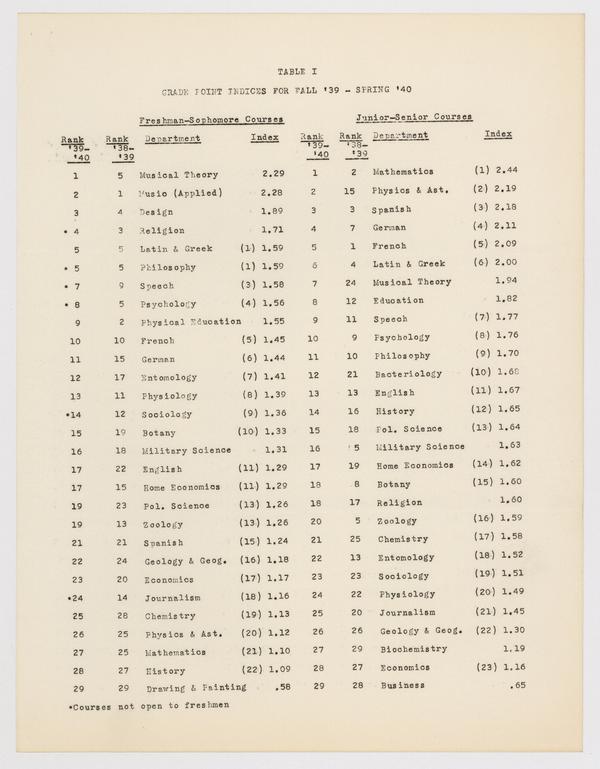 TABLE I
GRADE POINT INDICES FOR FALL '39 - SPRING '40
Freshman-Sophomore Courses Junior-Senior Courses
Rank '39-'40 Rank '38-'39 Department Index Rank '39-'40 Rank '38-'39 Department Index
1 5 Musical Theory 2.29 1 2 Mathematics (1) 2.44
2 1 Music (Applied) 2.28 2 15 Physics & Ast. (2) 2.19
3 4 Design 1.89 3 3 Spanish (3) 2.18
* 4 3 Religion 1.71 4 7 German (4) 2.11
5 5 Latin & Greek (1) 1.59 5 1 French (5) 2.09
* 5 5 Philosophy (1) 1.59 6 4 Latin & Greek (6) 2.00
* 7 9 Speech (3) 1.58 7 24 Musical Theory 1.94
* 8 5 Psychology (4) 1.56 8 12 Education 1.82
9 2 Physical Education 1.55 9 11 Speech (7) 1.77
10 10 French (5) 1.45 10 9 Psychology (8) 1.76
11 15 German (6) 1.44 11 10 Philosophy (9) 1.70
12 17 Entomology (7) 1.41 12 21 Bacteriology (10) 1.68
13 11 Physiology (8) 1.39 13 13 English (11) 1.67
*14 12 Sociology (9) 1.36 14 16 History (12) 1.65
15 19 Botany (10) 1.33 15 18 Pol. Science (13) 1.64
16 18 Military Science 1.31 16 5 Military Science 1.63
17 22 English (11) 1.29 17 19 Home Economics (14) 1.62
17 15 Home Economics (11) 1.29 18 8 Botany (15) 1.60
19 23 Pol. Science (13) 1.26 18 17 Religion 1.60
19 13 Zoology (13) 1.26 20 5 Zoology (16) 1.59
21 21 Spanish (15) 1.24 21 25 Chemistry (17) 1.58
22 24 Geology & Geog. (16) 1.18 22 13 Entomology (18) 1.52
23 20 Economics (17) 1.17 23 23 Sociology (19) 1.51
*24 14 Journalism (18) 1.16 24 22 Physiology (20) 1.49
25 28 Chemistry (19) 1.13 25 20 Journalism (21) 1.45
26 25 Physics & Ast. (20) 1.12 26 26 Geology & Geog. (22) 1.30
27 25 Mathematics (21) 1.10 27 29 Biochemistry 1.19
28 27 History (22) 1.09 28 27 Economics (23) 1.16
29 29 Drawing & Painting .58 29 28 Business .65
*Courses not open to freshmen